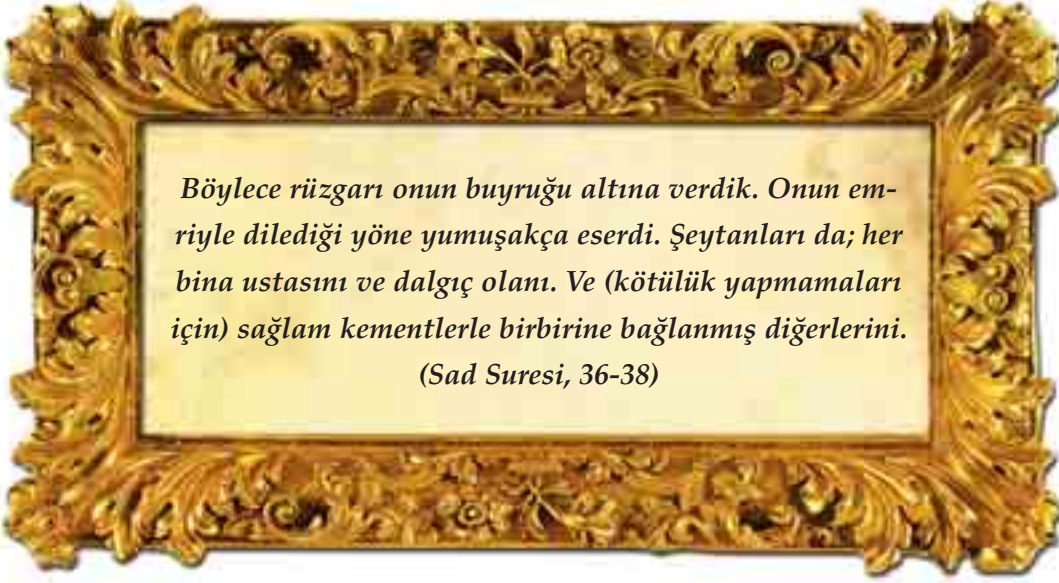 Böylece rüzgarı onun buyruğu altına verdik. Onun em-
riyle dilediği yöne yumuşakça eserdi. Şeytanları da; her
bina ustasını ve dalgıç olanı. Ve (kötülük yapmamaları
için) sağlam kementlerle birbirine bağlanmış diğerlerini.
(Sad Suresi, 36-38)